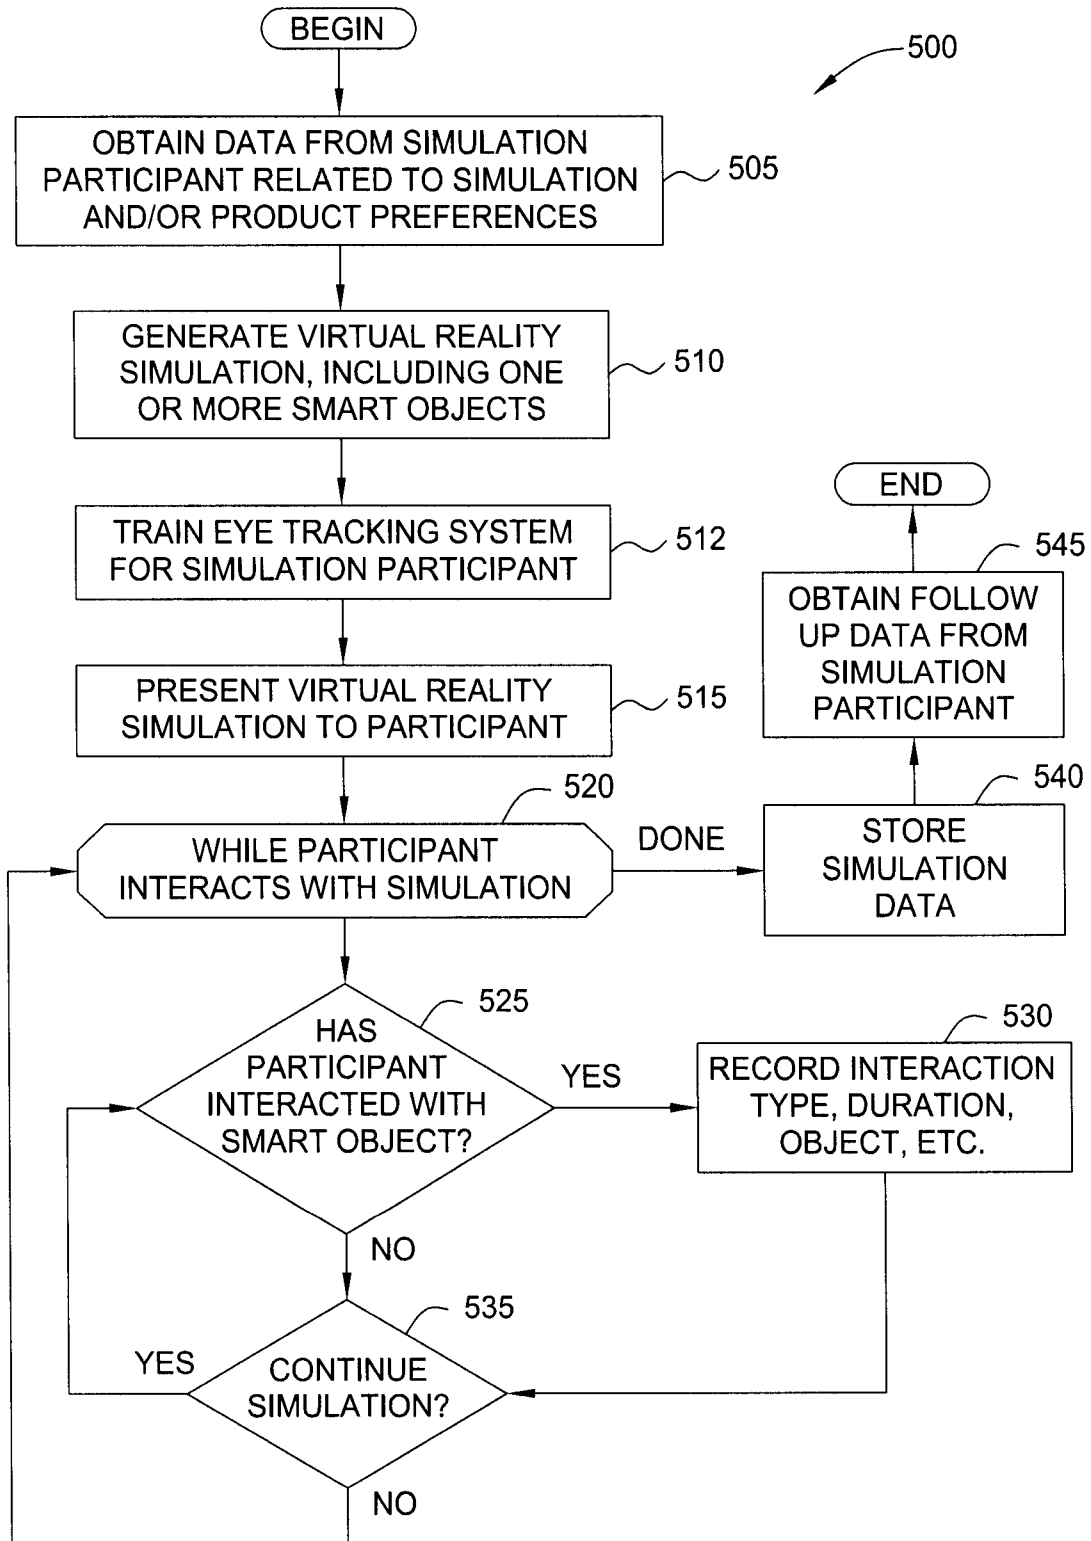 BEGIN
500
OBTAIN DATA FROM SIMULATION
PARTICIPANT RELATED TO SIMULATION
AND/OR PRODUCT PREFERENCES
505
GENERATE VIRTUAL REALITY
SIMULATION, INCLUDING ONE
OR MORE SMART OBJECTS
510
TRAIN EYE TRACKING SYSTEM
FOR SIMULATION PARTICIPANT
512
PRESENT VIRTUAL REALITY
SIMULATION TO PARTICIPANT
515
WHILE PARTICIPANT
INTERACTS WITH SIMULATION
520
DONE
END
545
OBTAIN FOLLOW
UP DATA FROM
SIMULATION
PARTICIPANT
540
STORE
SIMULATION
DATA
HAS
PARTICIPANT
INTERACTED WITH
SMART OBJECT?
525
YES
530
RECORD INTERACTION
TYPE, DURATION,
OBJECT, ETC.
NO
535
YES
CONTINUE
SIMULATION?
NO